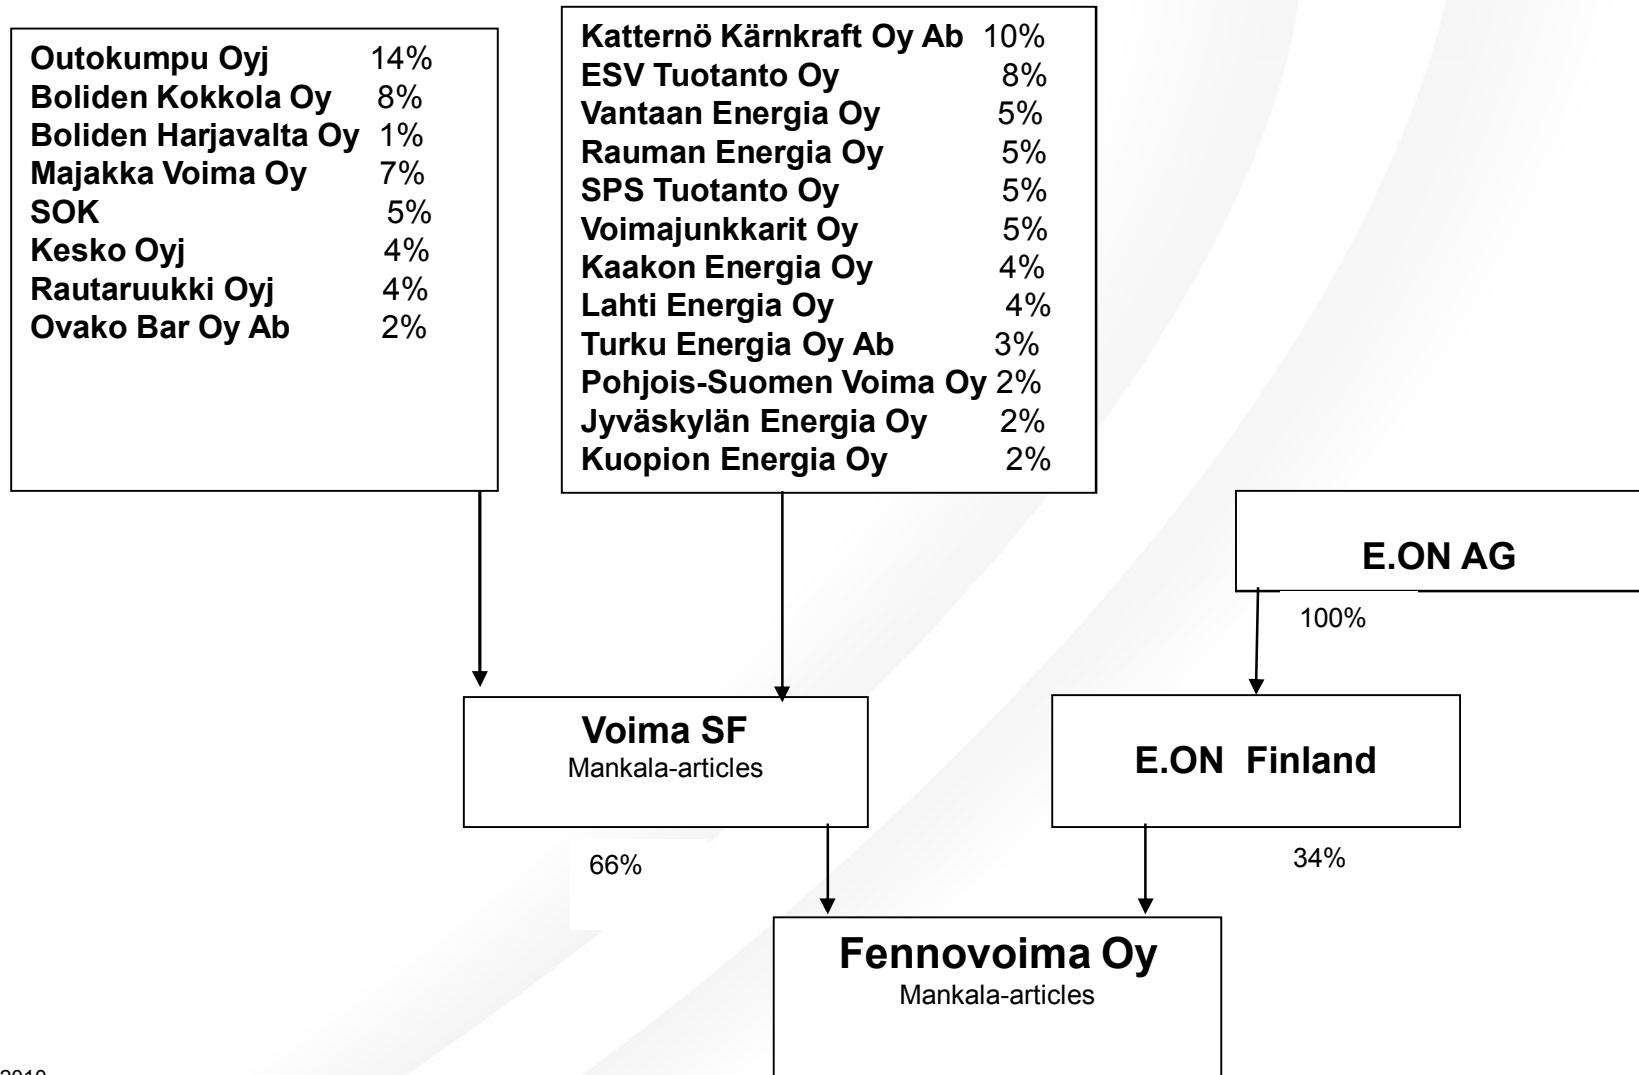 Outokumpu Oyj 14%
Boliden Kokkola Oy 8%
Boliden Harjavalta Oy 1%
Majakka Voima Oy 7%
SOK 5%
Kesko Oyj 4%
Rautaruukki Oyj 4%
Ovako Bar Oy Ab 2%
Katternö Kärnkraft Oy Ab 10%
ESV Tuotanto Oy 8%
Vantaan Energia Oy 5%
Rauman Energia Oy 5%
SPS Tuotanto Oy 5%
Voimajunkkarit Oy 5%
Kaakon Energia Oy 4%
Lahti Energia Oy 4%
Turku Energia Oy Ab 3%
Pohjois-Suomen Voima Oy 2%
Jyväskylän Energia Oy 2%
Kuopion Energia Oy 2%
E.ON AG
100%
Voima SF
Mankala-articles
E.ON Finland
66%
34%
Fennovoima Oy
Mankala-articles